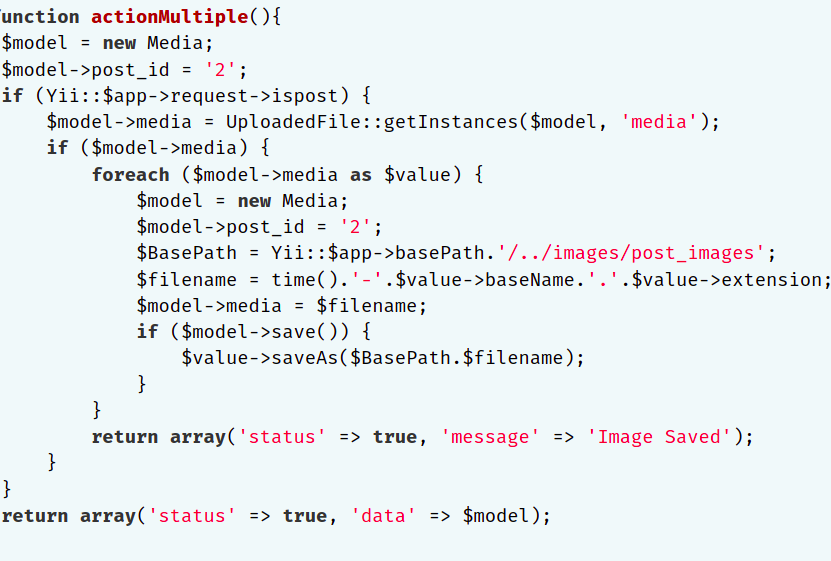 unction actionMultiple(){
$model = new Media;
$model->post_id = '2';
if (Yii::$app->request->ispost) {
    $model->media = UploadedFile::getInstances($model, 'media');
    if ($model->media) {
        foreach ($model->media as $value) {
            $model = new Media;
            $model->post_id = '2';
            $BasePath = Yii::$app->basePath.'/../images/post_images';
            $filename = time().'-'.$value->baseName.'.'.$value->extension;
            $model->media = $filename;
            if ($model->save()) {
                $value->saveAs($BasePath.$filename);
            }
        }
        return array('status' => true, 'message' => 'Image Saved');
    }
}
return array('status' => true, 'data' => $model);